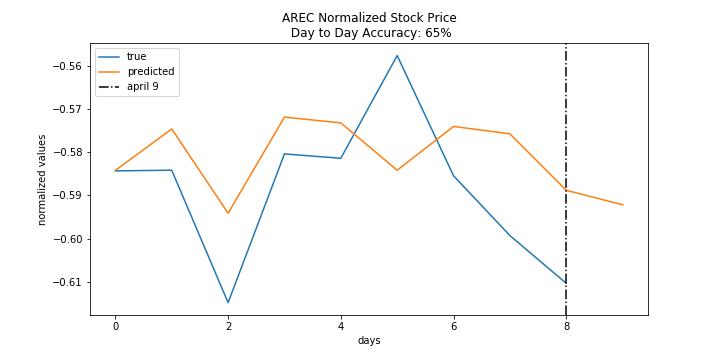 AREC Normalized Stock Price
Day to Day Accuracy: 65%
true
predicted
april 9
normalized values
−0.56
−0.57
−0.58
−0.59
−0.60
−0.61
0
2
4
6
8
days